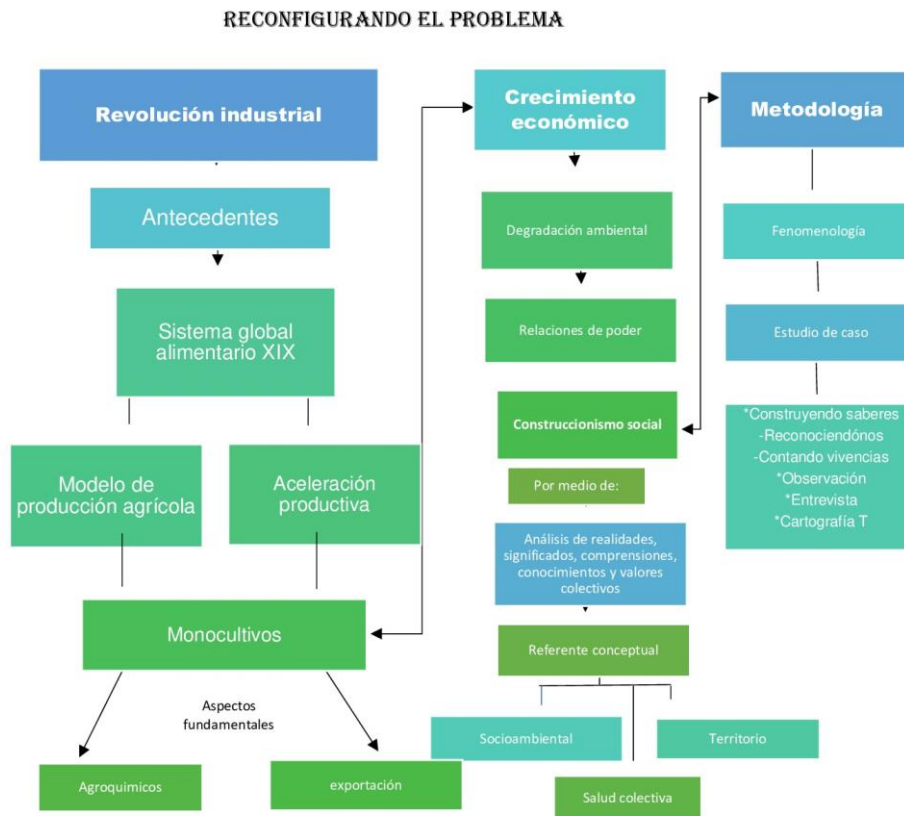 RECONFIGURANDO EL PROBLEMA
Revolución industrial
Antecedentes
Sistema global
alimentario XIX
Modelo de
producción agrícola
Aceleración
productiva
Monocultivos
Aspectos
fundamentales
Agroquimicos
exportación
Crecimiento
económico
Degradación ambiental
Relaciones de poder
Construccionismo social
Por medio de:
Análisis de realidades,
significados, comprensiones,
conocimientos y valores
colectivos
Referente conceptual
Socioambiental
Territorio
Salud colectiva
Metodología
Fenomenología
Estudio de caso
*Construyendo saberes
-Reconociendónos
-Contando vivencias
*Observación
*Entrevista
*Cartografía T